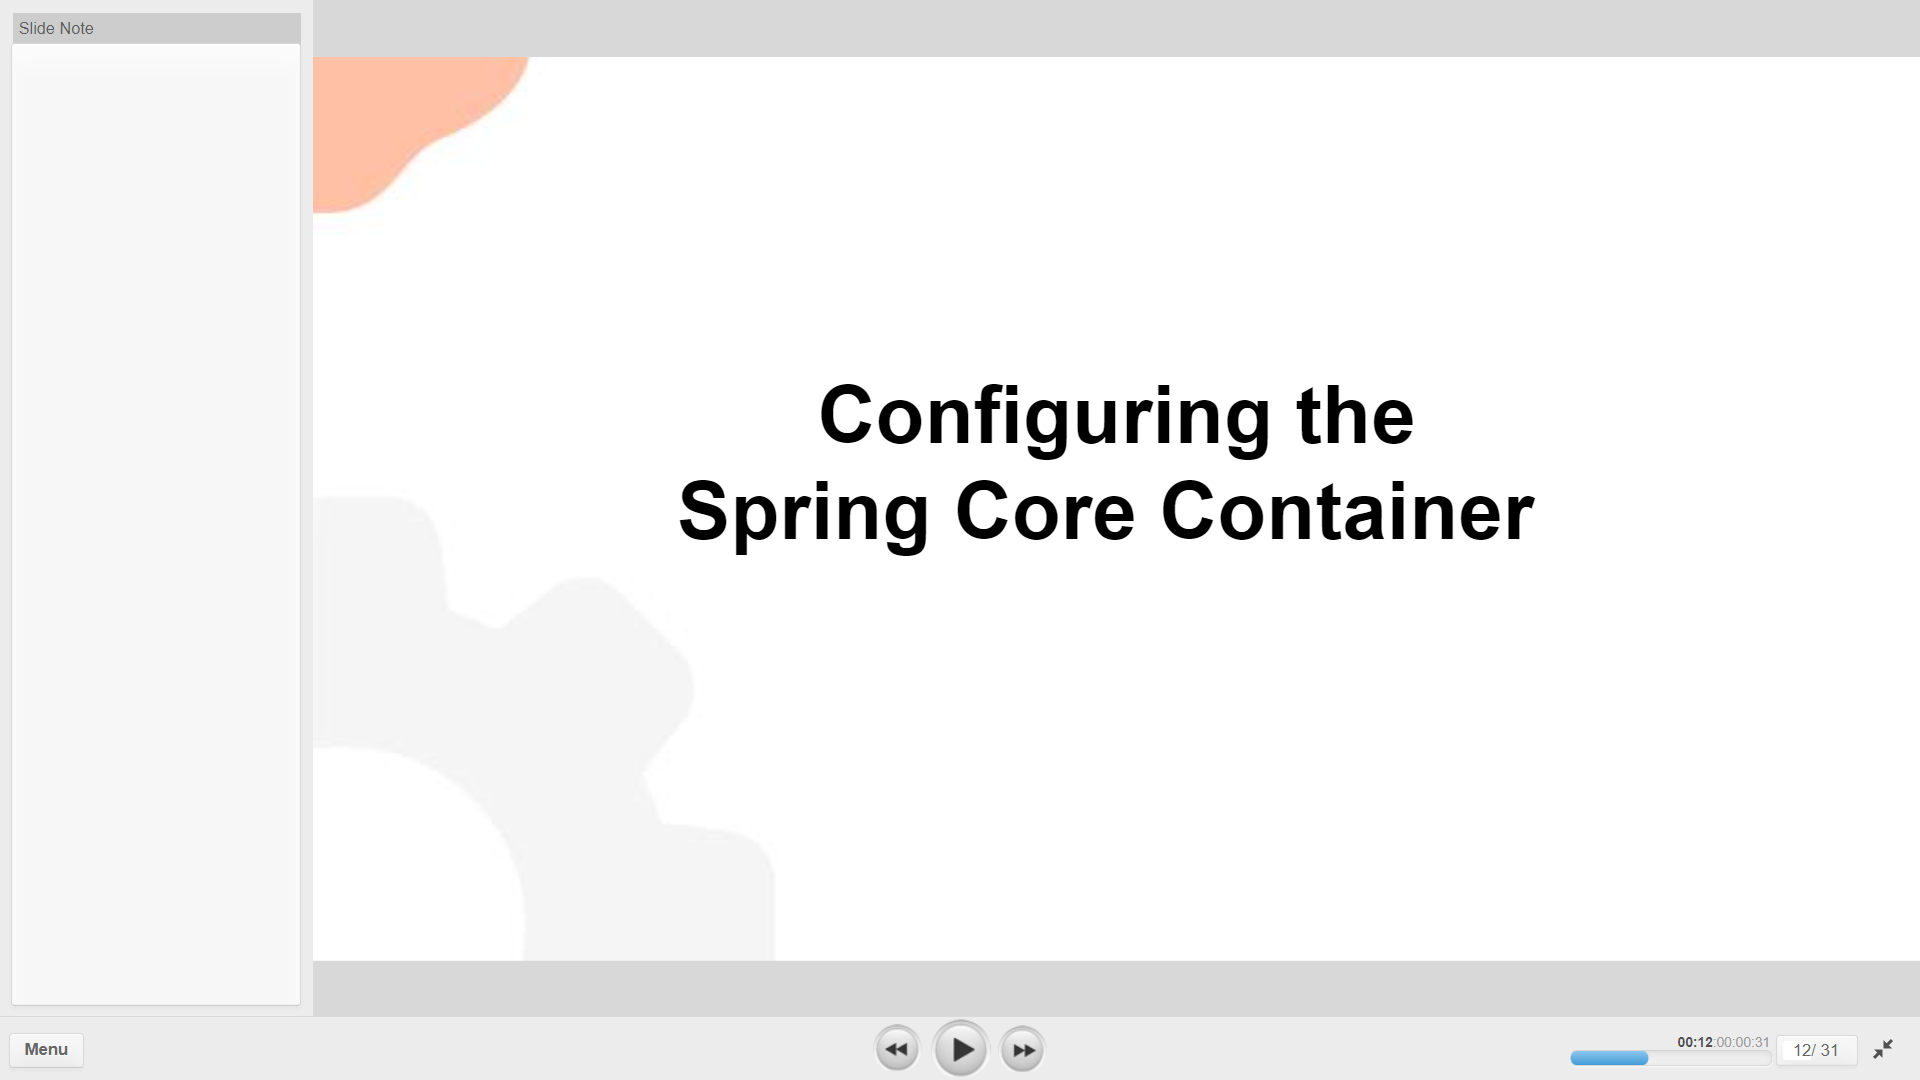 Slide Note
Configuring the
Spring Core Container
Menu
00:12:00:00:31
12/ 31